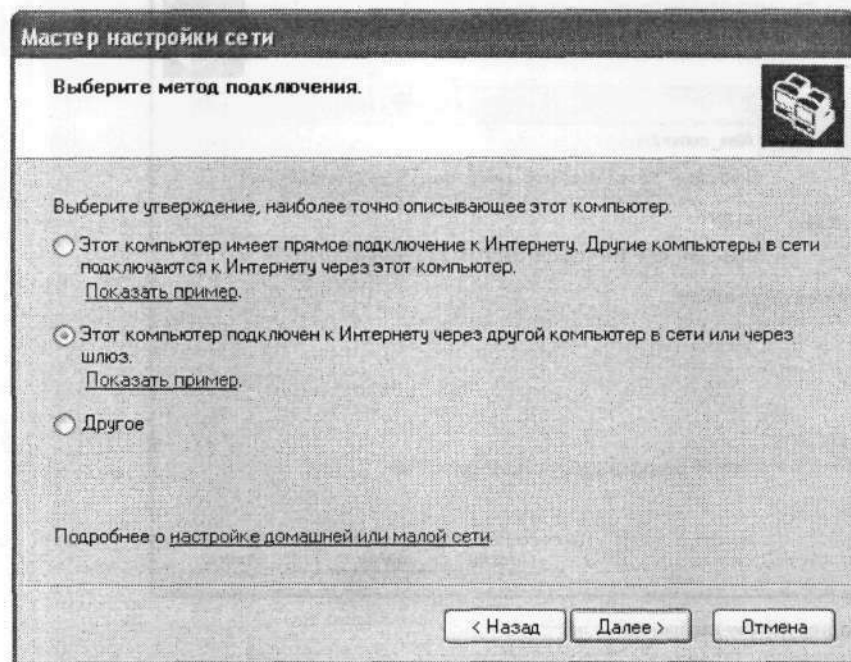 Мастер настройки сети
Выберите метод подключения.
Выберите утверждение, наиболее точно описывающее этот компьютер.
Этот компьютер имеет прямое подключение к Интернету. Другие компьютеры в сети
подключаются к Интернету через этот компьютер.
Показать пример.
Этот компьютер подключен к Интернету через другой компьютер в сети или через
шлюз.
Показать пример.
Другое
Подробнее о настройке домашней или малой сети.
< Назад Далее > Отмена